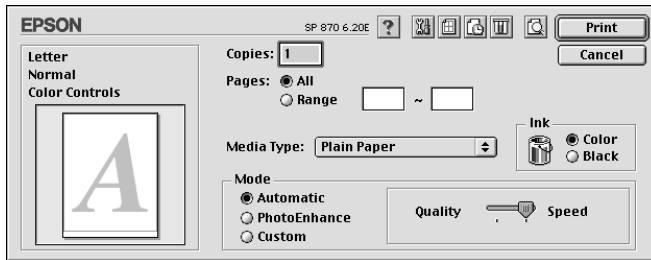 EPSON
SP 870 6.20E
?
Print
Cancel
Letter
Normal
Color Controls
A
Copies: 1
Pages: All
Range ~
Media Type: Plain Paper
Ink
Color
Black
Mode
Automatic
PhotoEnhance
Custom
Quality Speed